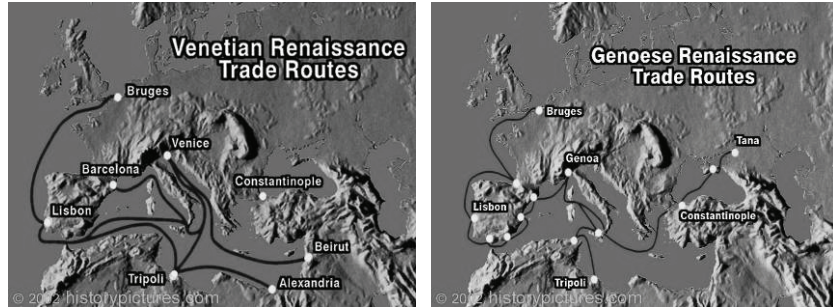 Venetian Renaissance
Trade Routes
Bruges
Venice
Barcelona
Constantinople
Lisbon
Beirut
Tripoli
Alexandria
© 2002 historypictures.com
Genoese Renaissance
Trade Routes
Bruges
Tana
Genoa
Lisbon
Constantinople
Tripoli
© 2002 historypictures.com